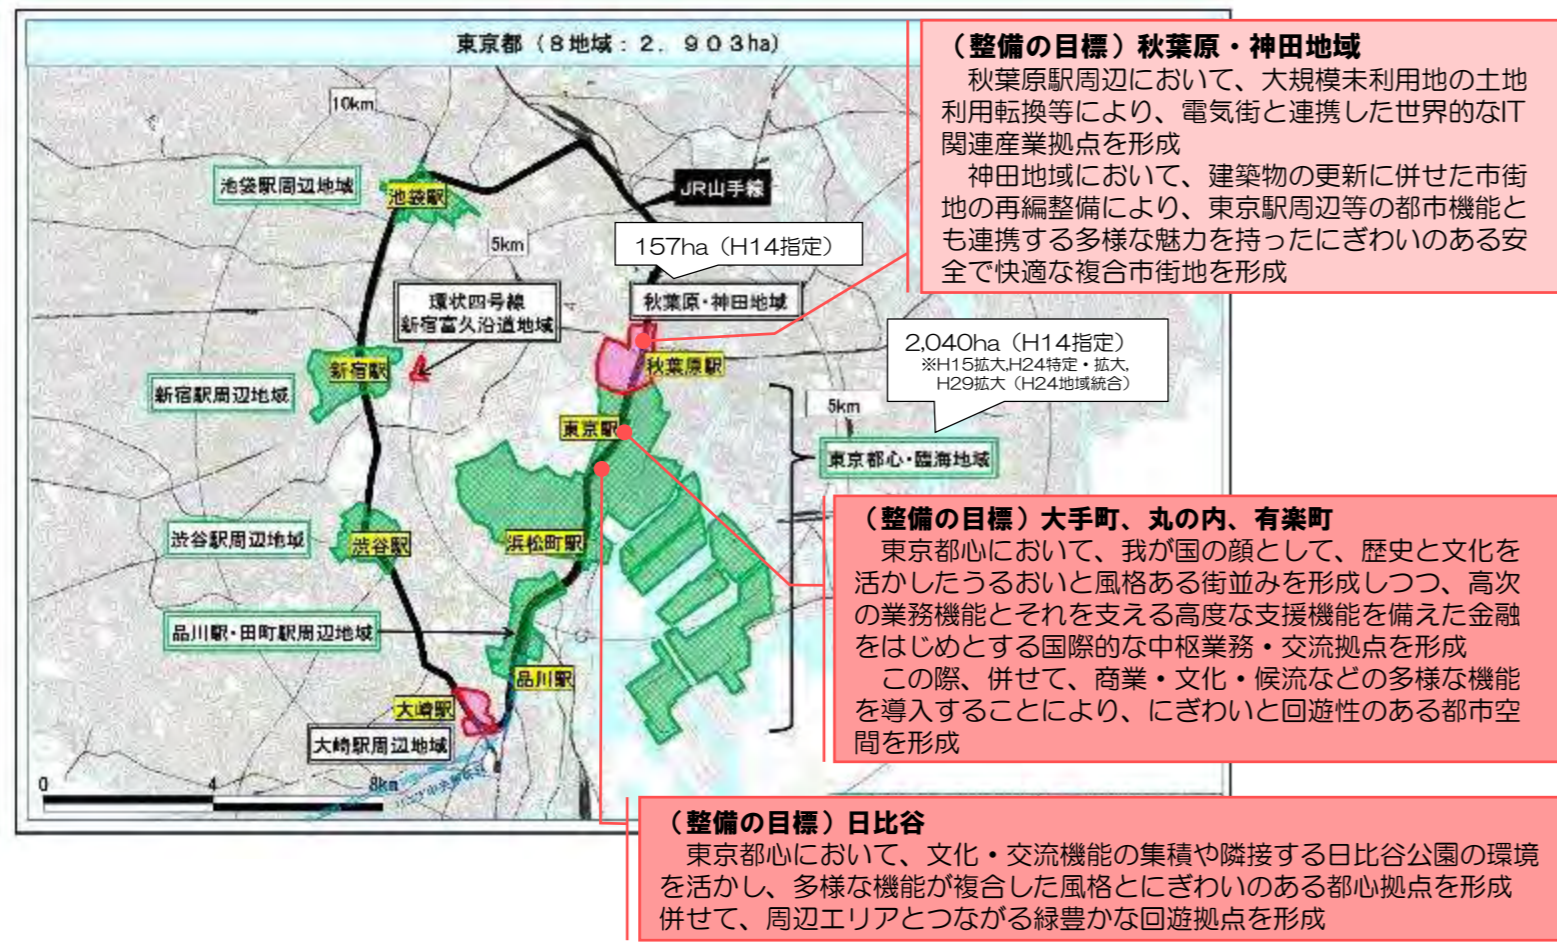 東京都（8地域：2．903ha）
10km
池袋駅周辺地域
池袋駅
JR山手線
5km
157ha（H14指定）
環状四号線
新宿富久沿道地域
秋葉原・神田地域
新宿駅
秋葉原駅
新宿駅周辺地域
2,040ha（H14指定）
※H15拡大,H24特定・拡大,
H29拡大（H24地域統合）
5km
東京駅
東京都心・臨海地域
渋谷駅周辺地域
渋谷駅
浜松町駅
品川駅・田町駅周辺地域
品川駅
大崎駅
大崎駅周辺地域
0
4
8km
（整備の目標）秋葉原・神田地域
秋葉原駅周辺において、大規模未利用地の土地
利用転換等により、電気街と連携した世界的なIT
関連産業拠点を形成
神田地域において、建築物の更新に併せた市街
地の再編整備により、東京駅周辺等の都市機能と
も連携する多様な魅力を持ったにぎわいのある安
全で快適な複合市街地を形成
（整備の目標）大手町、丸の内、有楽町
東京都心において、我が国の顔として、歴史と文化を
活かしたうるおいと風格ある街並みを形成しつつ、高次
の業務機能とそれを支える高度な支援機能を備えた金融
をはじめとする国際的な中枢業務・交流拠点を形成
この際、併せて、商業・文化・候流などの多様な機能
を導入することにより、にぎわいと回遊性のある都市空
間を形成
（整備の目標）日比谷
東京都心において、文化・交流機能の集積や隣接する日比谷公園の環境
を活かし、多様な機能が複合した風格とにぎわいのある都心拠点を形成
併せて、周辺エリアとつながる緑豊かな回遊拠点を形成